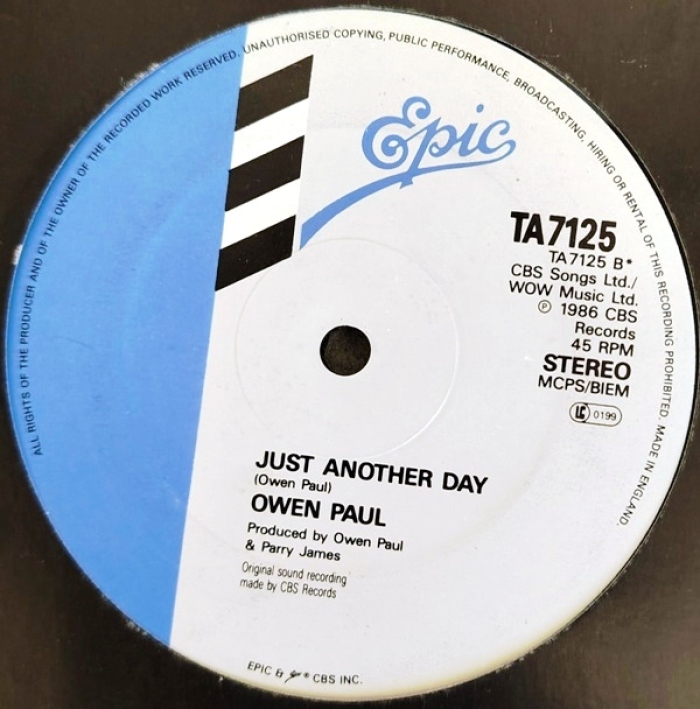 ALL RIGHTS OF THE PRODUCER AND OF THE OWNER OF THE RECORDED WORK RESERVED. UNAUTHORISED COPYING, PUBLIC PERFORMANCE, BROADCASTING, HIRING OR RENTAL OF THIS RECORDING PROHIBITED. MADE IN ENGLAND.
Epic
TA7125
TA7125 B*
CBS Songs Ltd./
WOW Music Ltd.
℗ 1986 CBS
Records
45 RPM
STEREO
MCPS/BIEM
LC 0199
JUST ANOTHER DAY
(Owen Paul)
OWEN PAUL
Produced by Owen Paul
& Parry James
Original sound recording
made by CBS Records
EPIC & ® CBS INC.